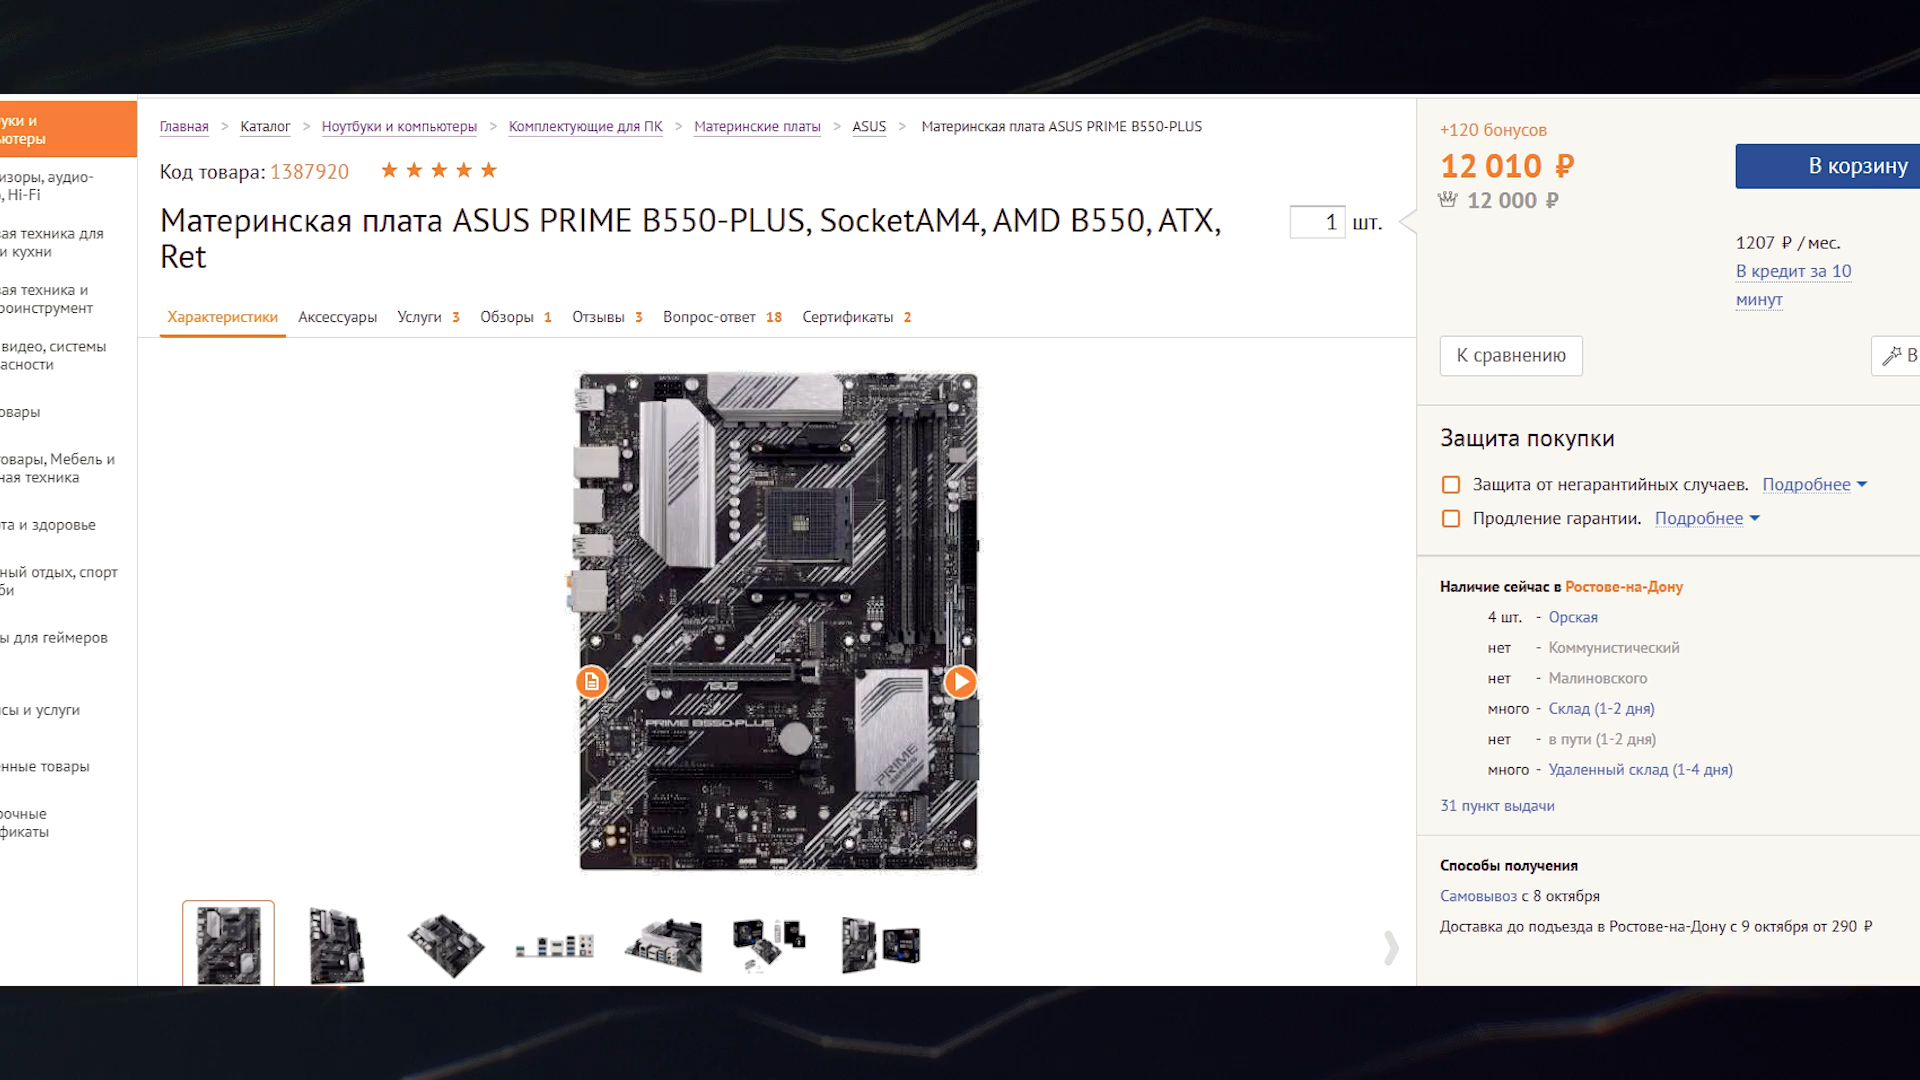 уки и
ьютеры
изоры, аудио-
, Hi-Fi
ая техника для
и кухни
ая техника и
роинструмент
видео, системы
асности
овары
овары, Мебель и
ная техника
та и здоровье
ный отдых, спорт
би
ы для геймеров
сы и услуги
енные товары
рочные
фикаты
Главная > Каталог > Ноутбуки и компьютеры > Комплектующие для ПК > Материнские платы > ASUS > Материнская плата ASUS PRIME B550-PLUS
Код товара: 1387920
Материнская плата ASUS PRIME B550-PLUS, SocketAM4, AMD B550, ATX,
Ret
1 шт.
Характеристики Аксессуары Услуги 3 Обзоры 1 Отзывы 3 Вопрос-ответ 18 Сертификаты 2
ASUS
PRIME B550-PLUS
PRIME
+120 бонусов
12 010 ₽
12 000 ₽
В корзину
1207 ₽ / мес.
В кредит за 10
минут
К сравнению
В
Защита покупки
Защита от негарантийных случаев. Подробнее
Продление гарантии. Подробнее
Наличие сейчас в Ростове-на-Дону
4 шт. - Орская
нет - Коммунистический
нет - Малиновского
много - Склад (1-2 дня)
нет - в пути (1-2 дня)
много - Удаленный склад (1-4 дня)
31 пункт выдачи
Способы получения
Самовывоз с 8 октября
Доставка до подъезда в Ростове-на-Дону с 9 октября от 290 ₽